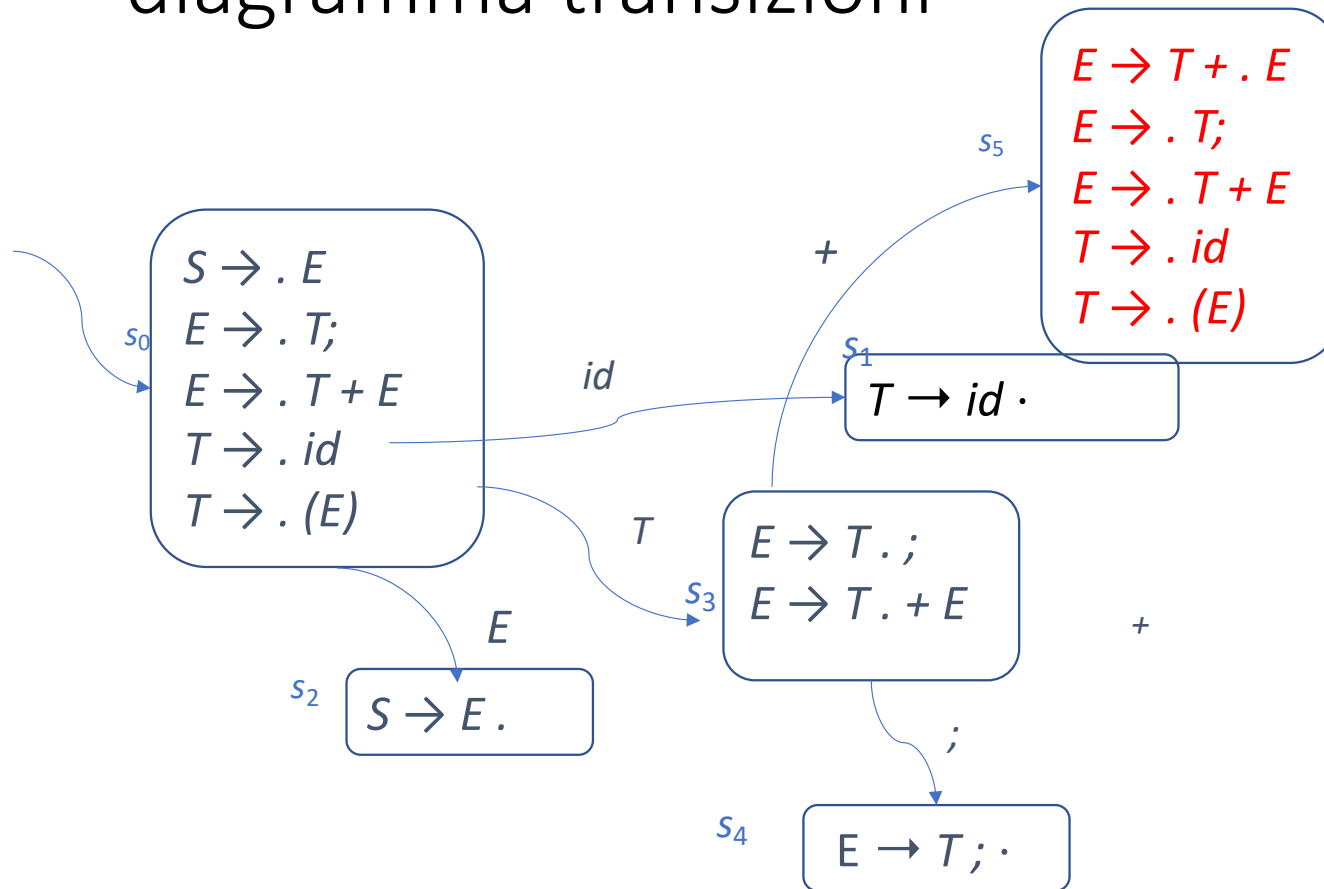 diagramma transizioni
E → T + . E
E → . T;
E → . T + E
T → . id
T → . (E)
s5
+
S → . E
E → . T;
E → . T + E
T → . id
T → . (E)
s0
id
s1
T → id ·
T
E → T . ;
E → T . + E
s3
+
E
s2
S → E .
;
s4
E → T ; ·